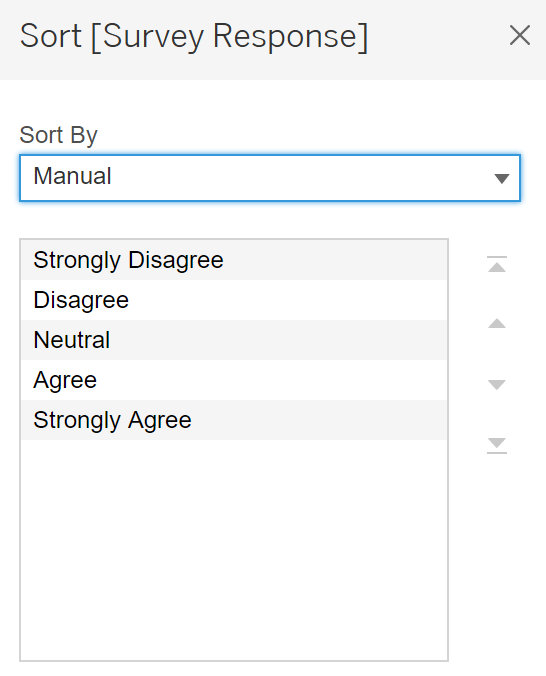 Sort [Survey Response]
Sort By
Manual
Strongly Disagree
Disagree
Neutral
Agree
Strongly Agree